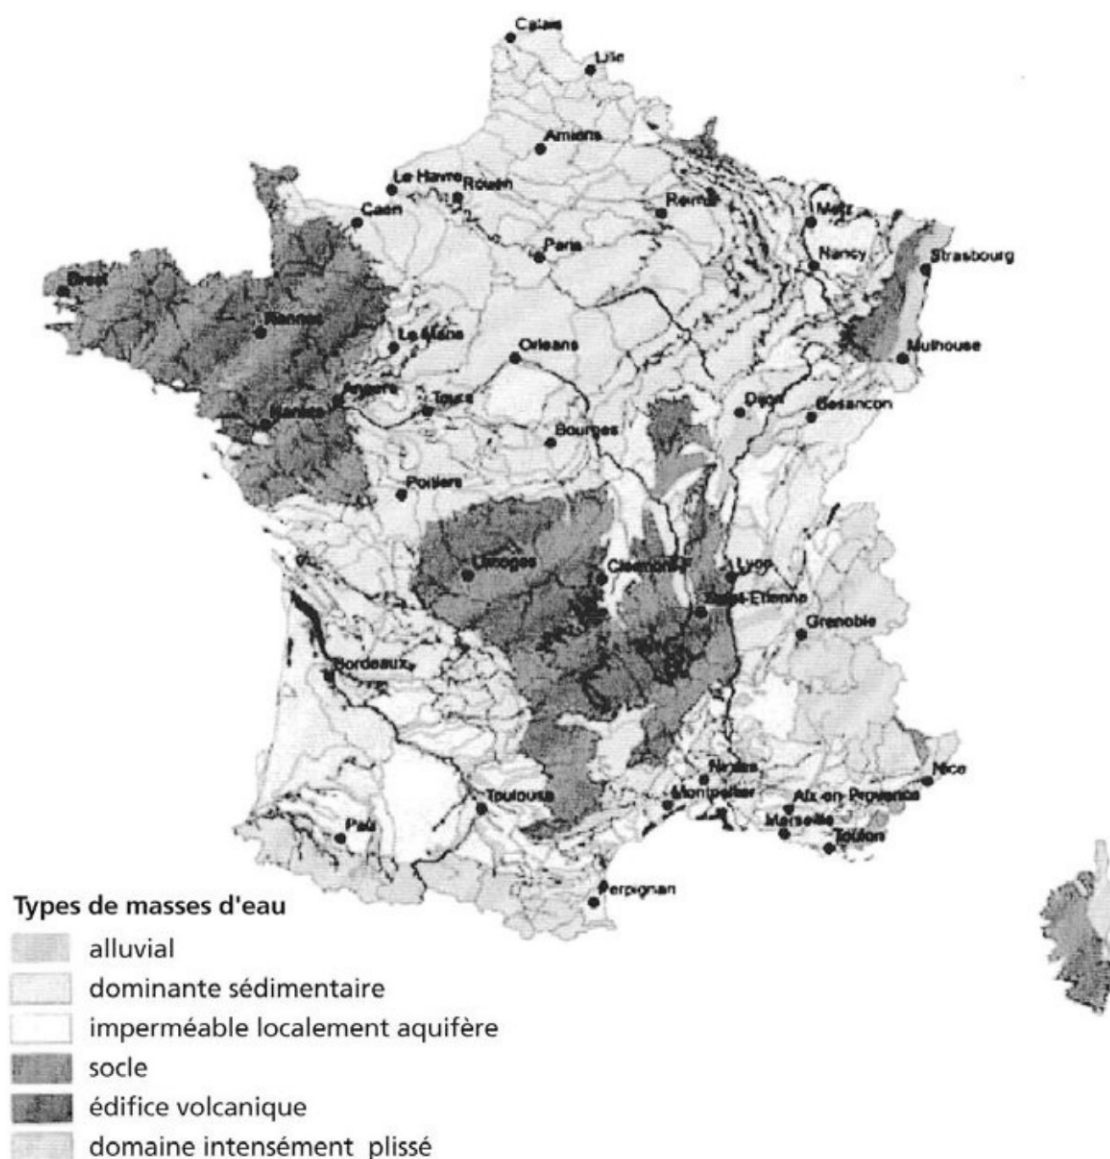 Calais
Lille
Amiens
Le Havre
Rouen
Reims
Caen
Metz
Paris
Nancy
Strasbourg
Brest
Rennes
Le Mans
Orleans
Mulhouse
Angers
Nantes
Tours
Dijon
Besancon
Bourges
Poitiers
Limoges
Lyon
Saint-Etienne
Grenoble
Bordeaux
Nimes
Nice
Toulouse
Montpellier
Aix-en-Provence
Pau
Marseille
Toulon
Perpignan
Types de masses d'eau
alluvial
dominante sédimentaire
imperméable localement aquifère
socle
édifice volcanique
domaine intensément plissé